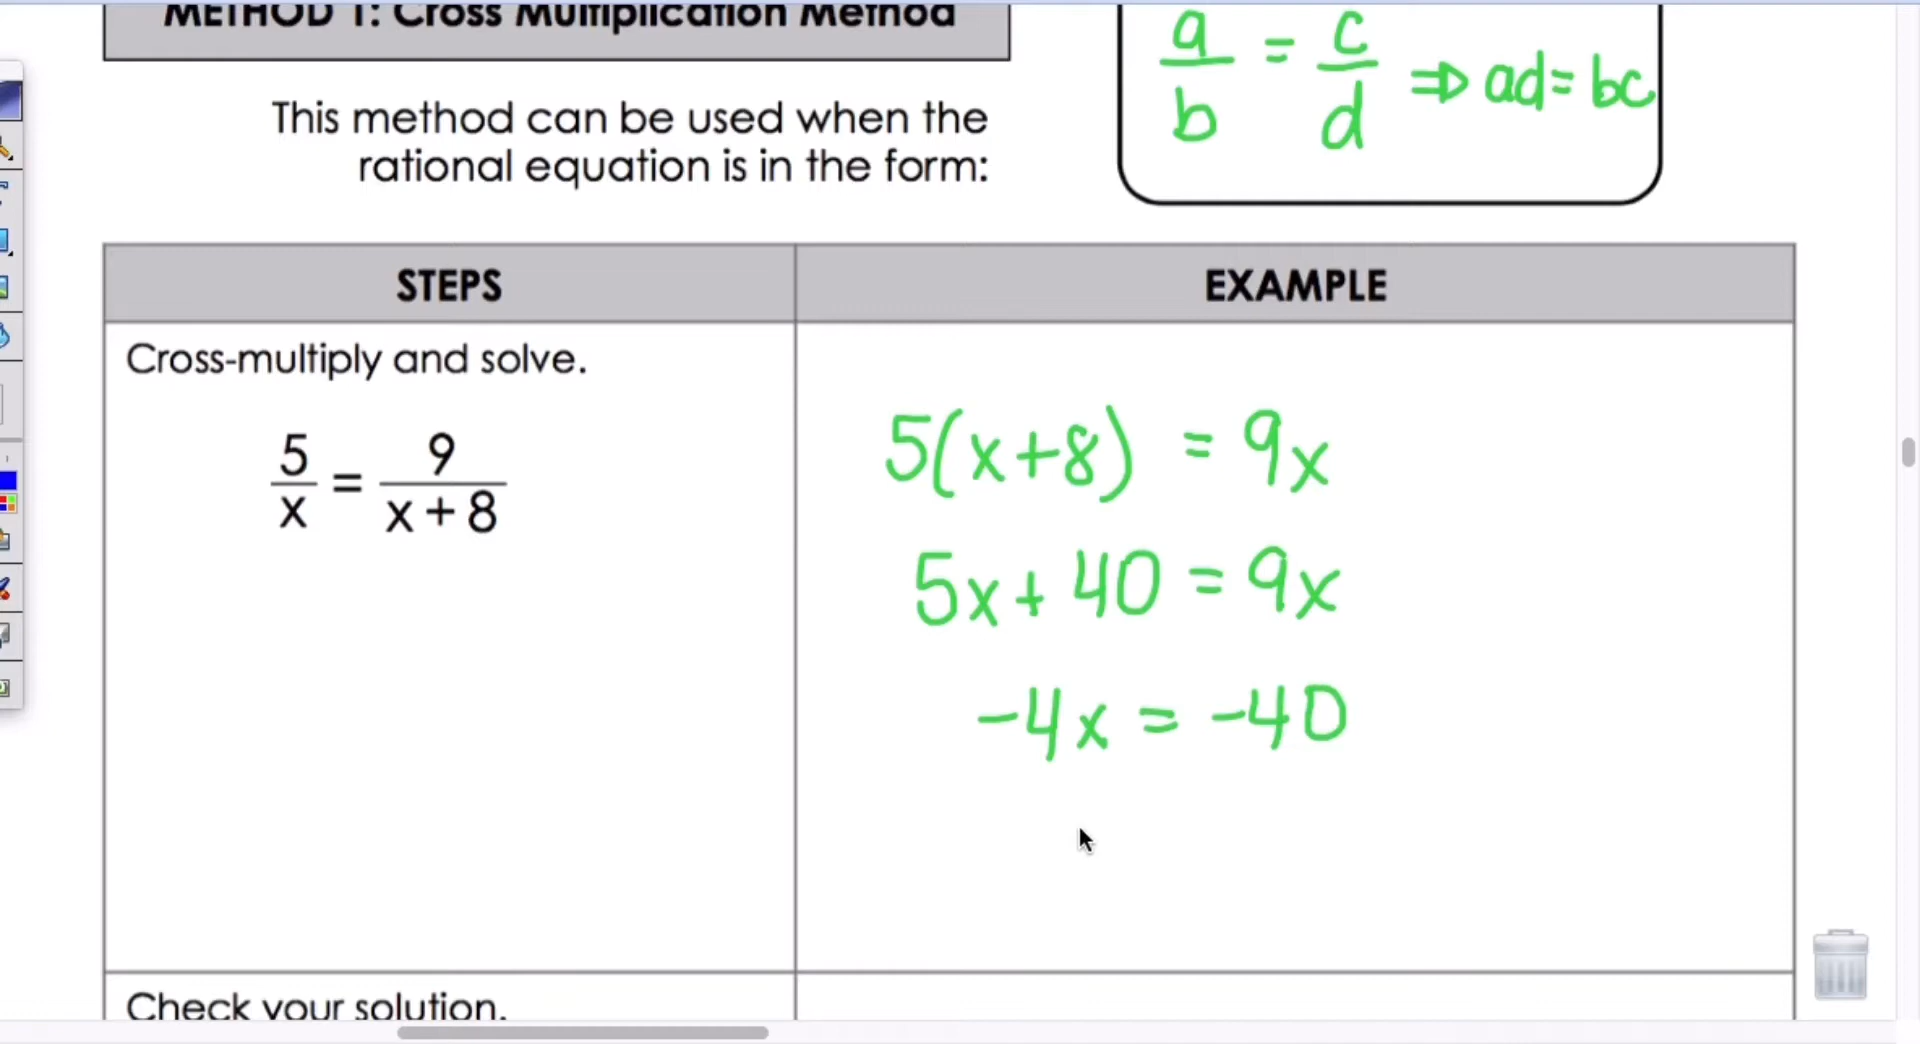 METHOD 1: Cross Multiplication Method
This method can be used when the
rational equation is in the form:
a/b = c/d ⇒ ad = bc
STEPS
EXAMPLE
Cross-multiply and solve.
5/x = 9/(x + 8)
5(x+8) = 9x
5x + 40 = 9x
-4x = -40
Check your solution.